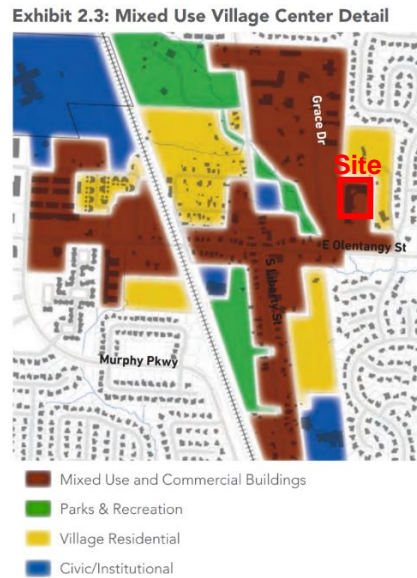 Exhibit 2.3: Mixed Use Village Center Detail
Grace Dr
Site
E Olentangy St
S Liberty St
Murphy Pkwy
Mixed Use and Commercial Buildings
Parks & Recreation
Village Residential
Civic/Institutional